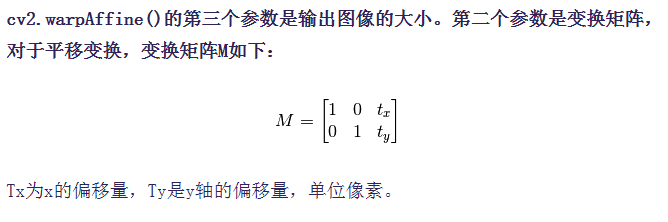 cv2.warpAffine()的第三个参数是输出图像的大小。第二个参数是变换矩阵，
对于平移变换，变换矩阵M如下：
M = [1 0 tx
0 1 ty]
Tx为x的偏移量，Ty是y轴的偏移量，单位像素。